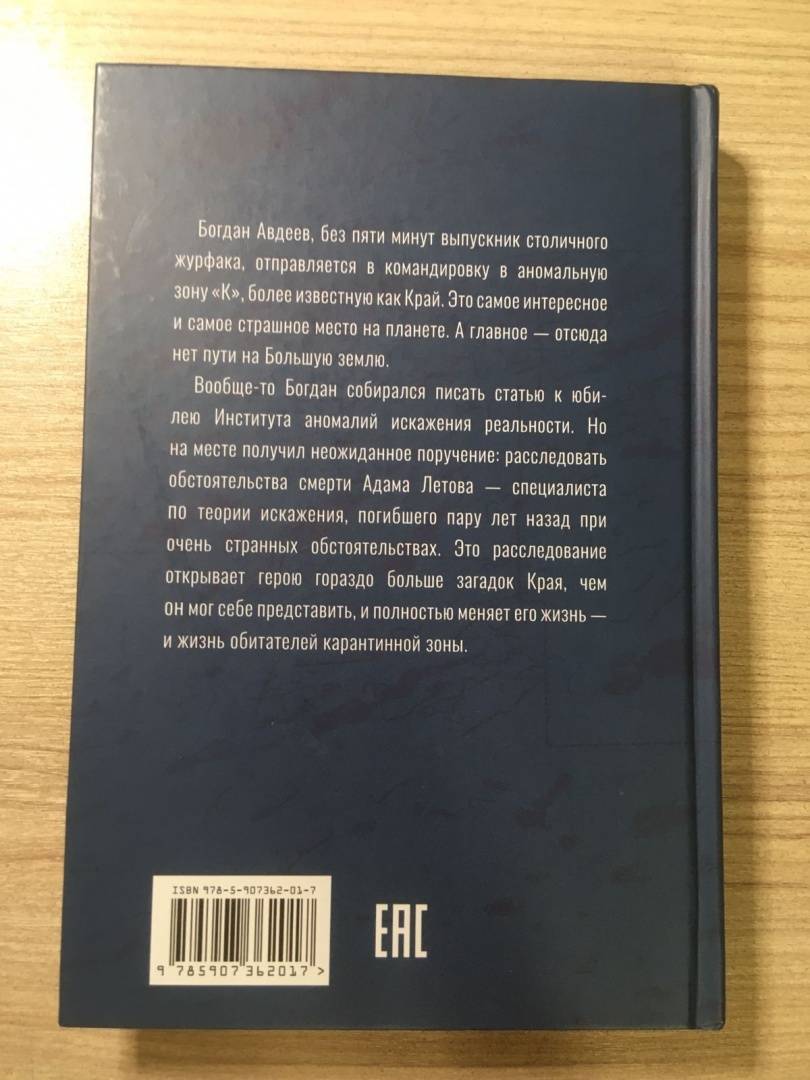 Богдан Авдеев, без пяти минут выпускник столичного
журфака, отправляется в командировку в аномальную
зону «К», более известную как Край. Это самое интересное
и самое страшное место на планете. А главное — отсюда
нет пути на Большую землю.
Вообще-то Богдан собирался писать статью к юби-
лею Института аномалий искажения реальности. Но
на месте получил неожиданное поручение: расследовать
обстоятельства смерти Адама Летова — специалиста
по теории искажения, погибшего пару лет назад при
очень странных обстоятельствах. Это расследование
открывает герою гораздо больше загадок Края, чем
он мог себе представить, и полностью меняет его жизнь —
и жизнь обитателей карантинной зоны.
ISBN 978-5-907362-01-7
9 785907 362017 >
EAC